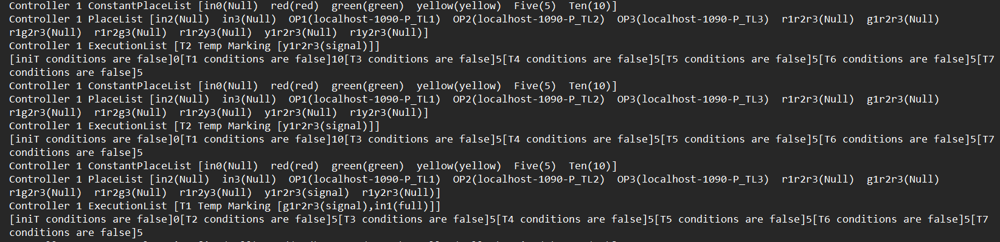 Controller 1 ConstantPlaceList [in0(Null)  red(red)  green(green)  yellow(yellow)  Five(5)  Ten(10)]
Controller 1 PlaceList [in2(Null)  in3(Null)  OP1(localhost-1090-P_TL1)  OP2(localhost-1090-P_TL2)  OP3(localhost-1090-P_TL3)  r1r2r3(Null)  g1r2r3(Null)
r1g2r3(Null)  r1r2g3(Null)  r1r2y3(Null)  y1r2r3(Null)  r1y2r3(Null)]
Controller 1 ExecutionList [T2 Temp Marking [y1r2r3(signal)]]
[iniT conditions are false]0[T1 conditions are false]10[T3 conditions are false]5[T4 conditions are false]5[T5 conditions are false]5[T6 conditions are false]5[T7
conditions are false]5
Controller 1 ConstantPlaceList [in0(Null)  red(red)  green(green)  yellow(yellow)  Five(5)  Ten(10)]
Controller 1 PlaceList [in2(Null)  in3(Null)  OP1(localhost-1090-P_TL1)  OP2(localhost-1090-P_TL2)  OP3(localhost-1090-P_TL3)  r1r2r3(Null)  g1r2r3(Null)
r1g2r3(Null)  r1r2g3(Null)  r1r2y3(Null)  y1r2r3(Null)  r1y2r3(Null)]
Controller 1 ExecutionList [T2 Temp Marking [y1r2r3(signal)]]
[iniT conditions are false]0[T1 conditions are false]10[T3 conditions are false]5[T4 conditions are false]5[T5 conditions are false]5[T6 conditions are false]5[T7
conditions are false]5
Controller 1 ConstantPlaceList [in0(Null)  red(red)  green(green)  yellow(yellow)  Five(5)  Ten(10)]
Controller 1 PlaceList [in2(Null)  in3(Null)  OP1(localhost-1090-P_TL1)  OP2(localhost-1090-P_TL2)  OP3(localhost-1090-P_TL3)  r1r2r3(Null)  g1r2r3(Null)
r1g2r3(Null)  r1r2g3(Null)  r1r2y3(Null)  y1r2r3(signal)  r1y2r3(Null)]
Controller 1 ExecutionList [T1 Temp Marking [g1r2r3(signal),in1(full)]]
[iniT conditions are false]0[T2 conditions are false]5[T3 conditions are false]5[T4 conditions are false]5[T5 conditions are false]5[T6 conditions are false]5[T7
conditions are false]5